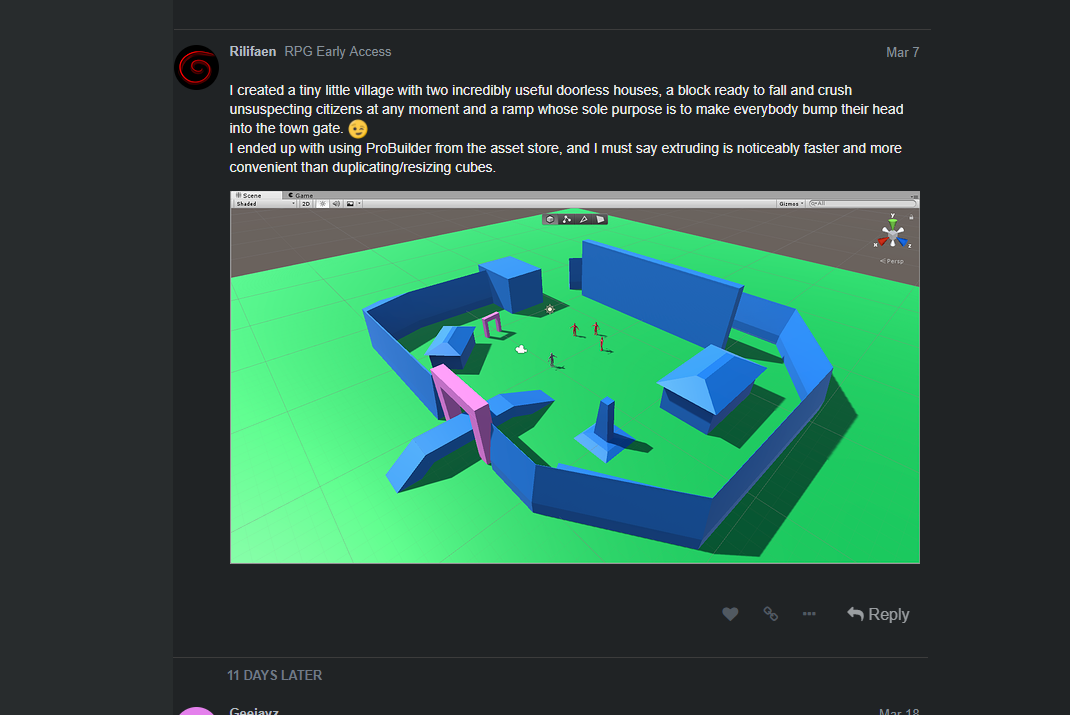 Rilifaen RPG Early Access Mar 7
I created a tiny little village with two incredibly useful doorless houses, a block ready to fall and crush
unsuspecting citizens at any moment and a ramp whose sole purpose is to make everybody bump their head
into the town gate. 😉
I ended up with using ProBuilder from the asset store, and I must say extruding is noticeably faster and more
convenient than duplicating/resizing cubes.
Scene Game
Shaded 2D Gizmos All
y
x z
Persp
Reply
11 DAYS LATER
Geejayz Mar 18